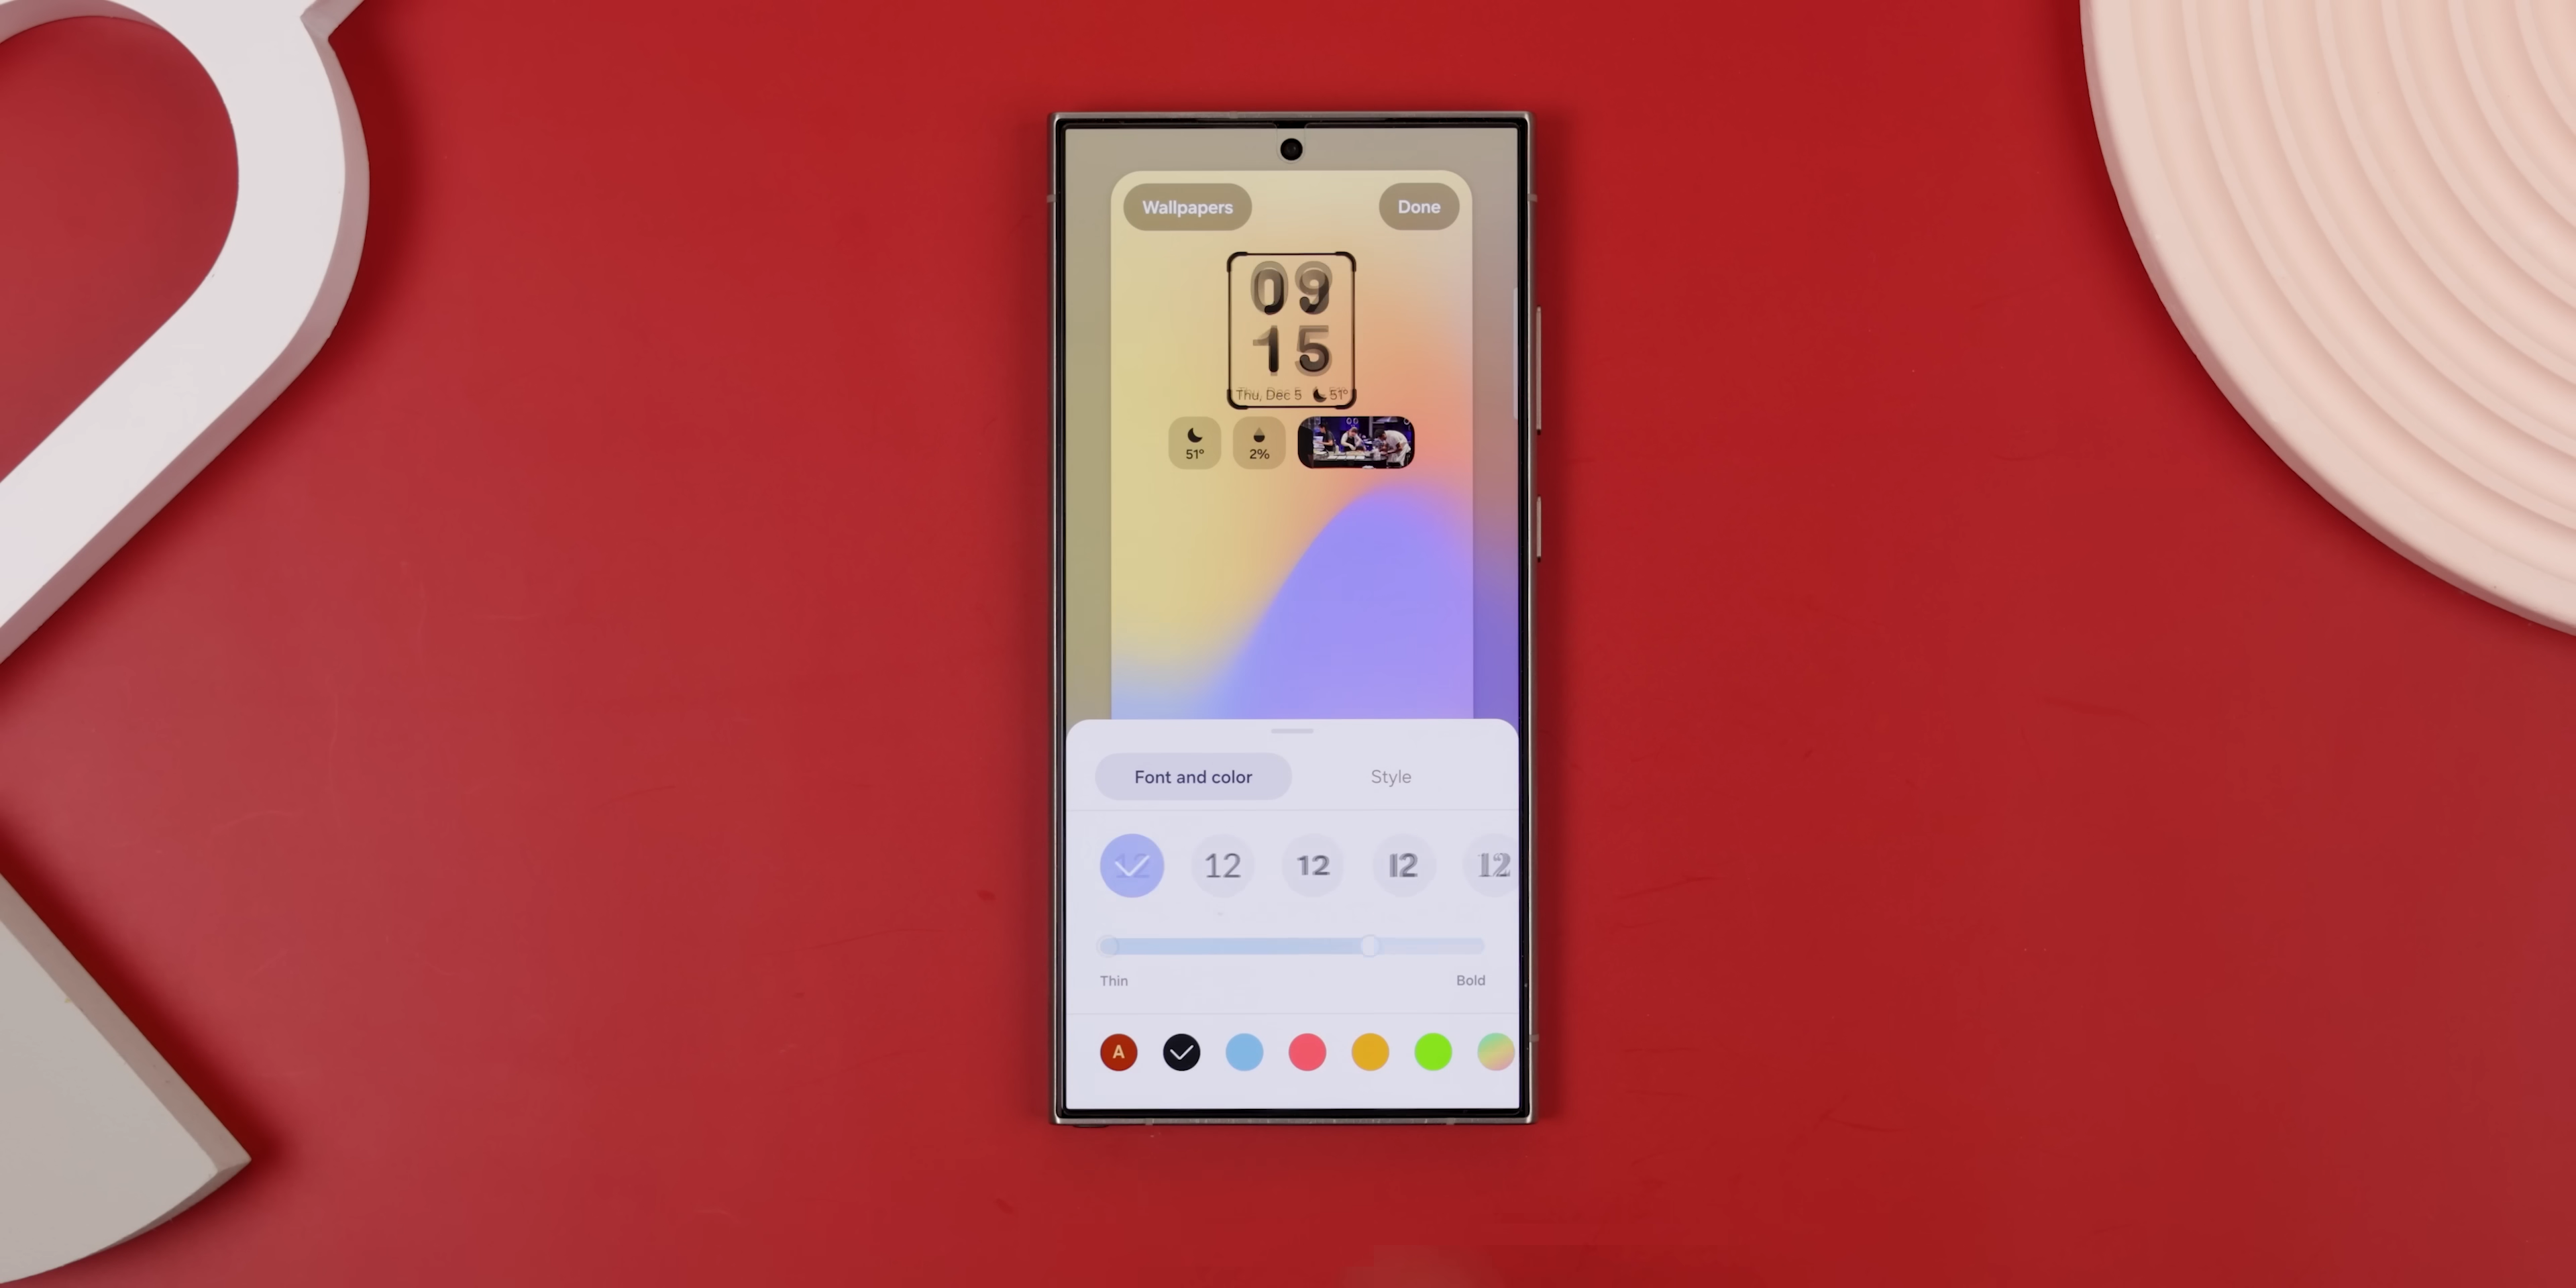 Wallpapers Done
09
15
Thu, Dec 5 51°
51° 2%
Font and color Style
12 12 12 12 12
Thin Bold
A